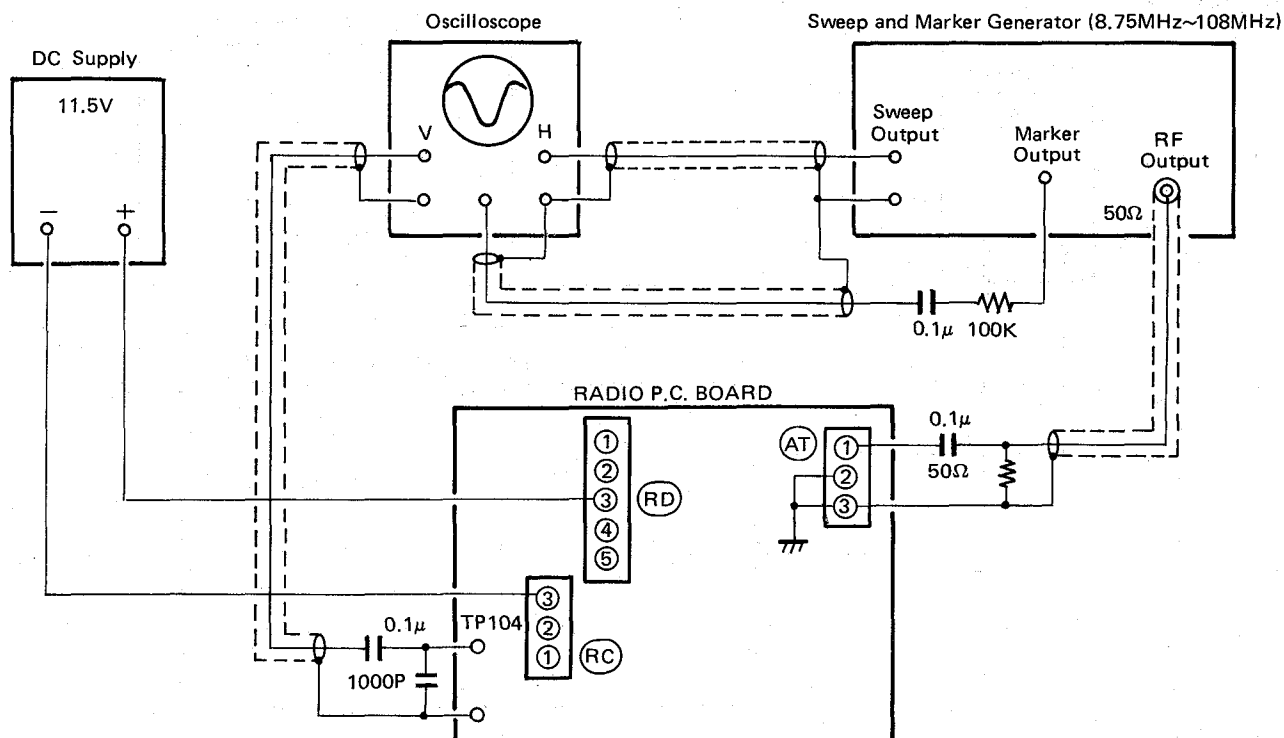 Oscilloscope
Sweep and Marker Generator (8.75MHz~108MHz)
DC Supply
11.5V
− +
V H
Sweep
Output
Marker
Output
RF
Output
50Ω
0.1μ 100K
RADIO P.C. BOARD
①
②
③
④
⑤
RD
AT
①
②
③
0.1μ
50Ω
③
②
①
RC
TP104
0.1μ
1000P